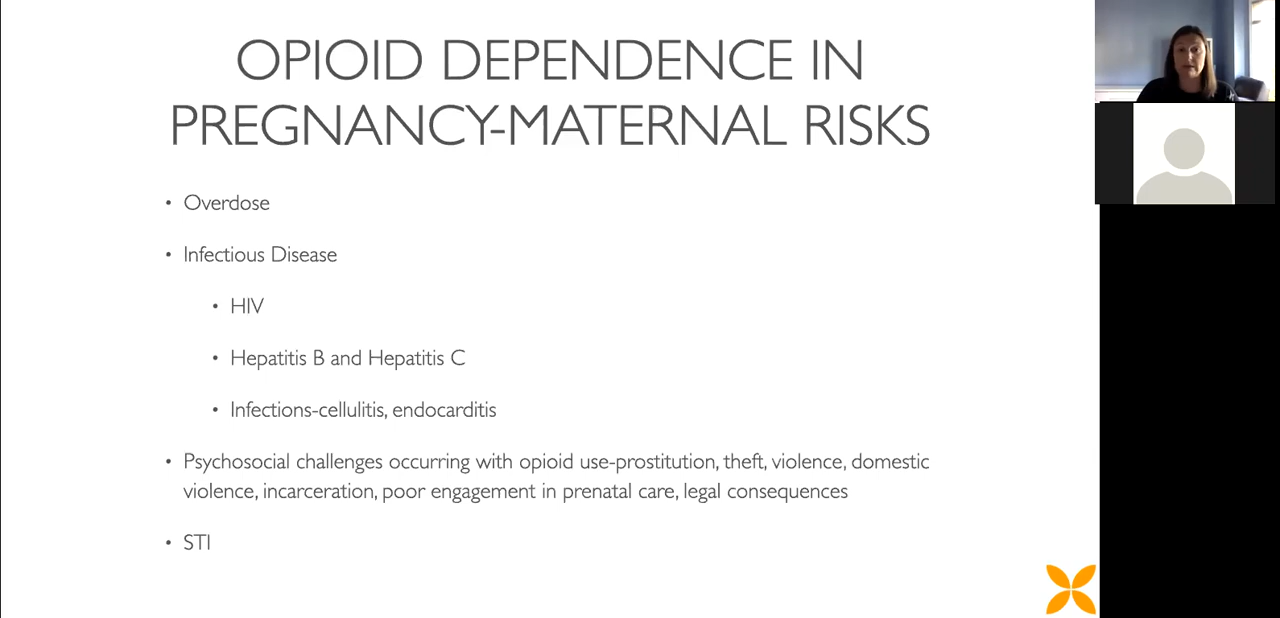 OPIOID DEPENDENCE IN
PREGNANCY-MATERNAL RISKS
• Overdose
• Infectious Disease
• HIV
• Hepatitis B and Hepatitis C
• Infections-cellulitis, endocarditis
• Psychosocial challenges occurring with opioid use-prostitution, theft, violence, domestic
violence, incarceration, poor engagement in prenatal care, legal consequences
• STI